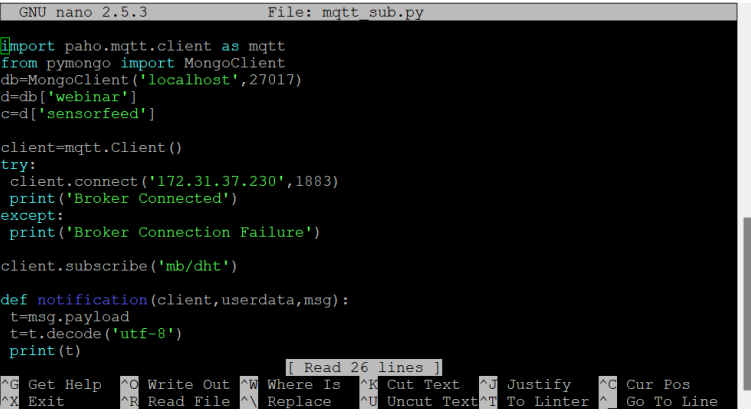 GNU nano 2.5.3 File: mqtt_sub.py
import paho.mqtt.client as mqtt
from pymongo import MongoClient
db=MongoClient('localhost',27017)
d=db['webinar']
c=d['sensorfeed']
client=mqtt.Client()
try:
 client.connect('172.31.37.230',1883)
 print('Broker Connected')
except:
 print('Broker Connection Failure')
client.subscribe('mb/dht')
def notification(client,userdata,msg):
 t=msg.payload
 t=t.decode('utf-8')
 print(t)
[ Read 26 lines ]
^G Get Help ^O Write Out ^W Where Is ^K Cut Text ^J Justify ^C Cur Pos
^X Exit ^R Read File ^\ Replace ^U Uncut Text ^T To Linter ^_ Go To Line